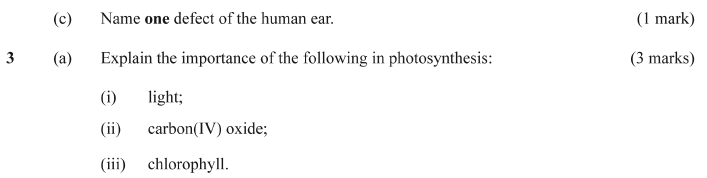 (c) Name one defect of the human ear. (1 mark)
3 (a) Explain the importance of the following in photosynthesis: (3 marks)
(i) light;
(ii) carbon(IV) oxide;
(iii) chlorophyll.